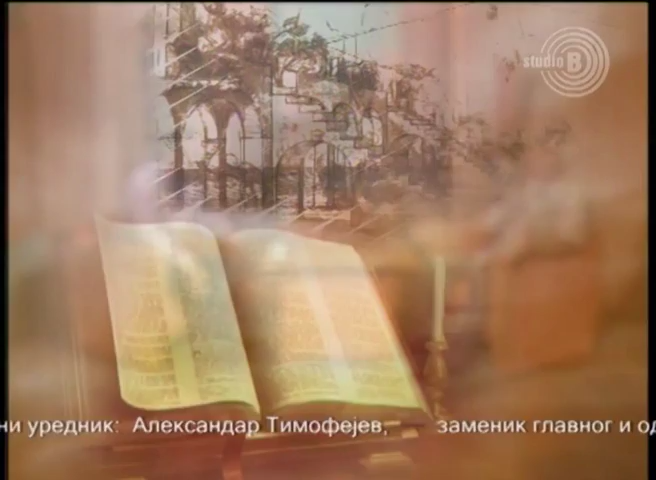 studio B
ни уредник: Александар Тимофејев, заменик главног и од